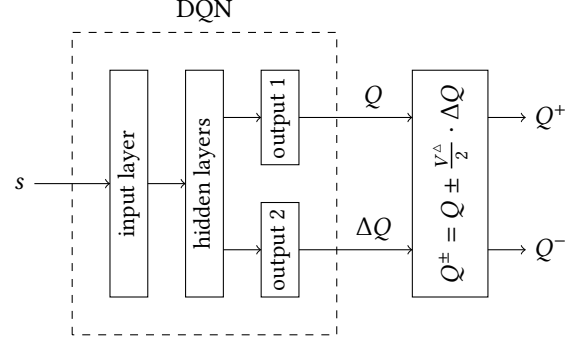 DQN
s
input layer
hidden layers
output 1
output 2
Q
ΔQ
Q± = Q ± V^Δ/2 · ΔQ
Q+
Q−